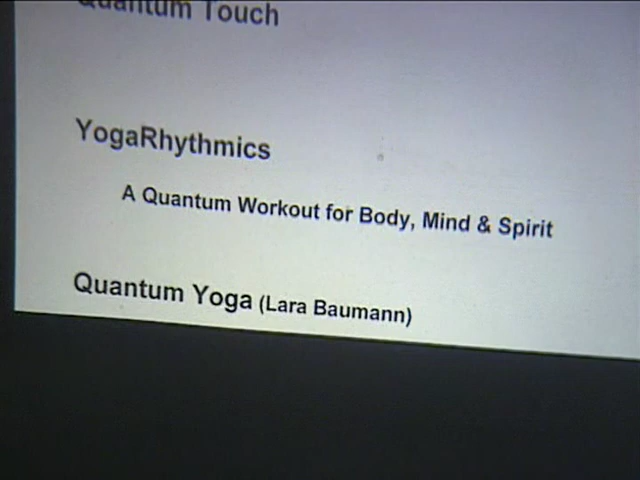 Quantum Touch
YogaRhythmics
A Quantum Workout for Body, Mind & Spirit
Quantum Yoga (Lara Baumann)